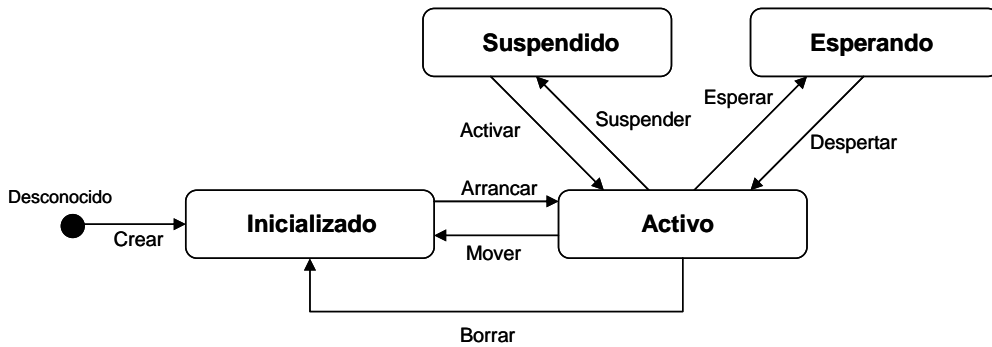 Suspendido
Esperando
Esperar
Suspender
Activar
Despertar
Desconocido
Arrancar
Inicializado
Activo
Crear
Mover
Borrar